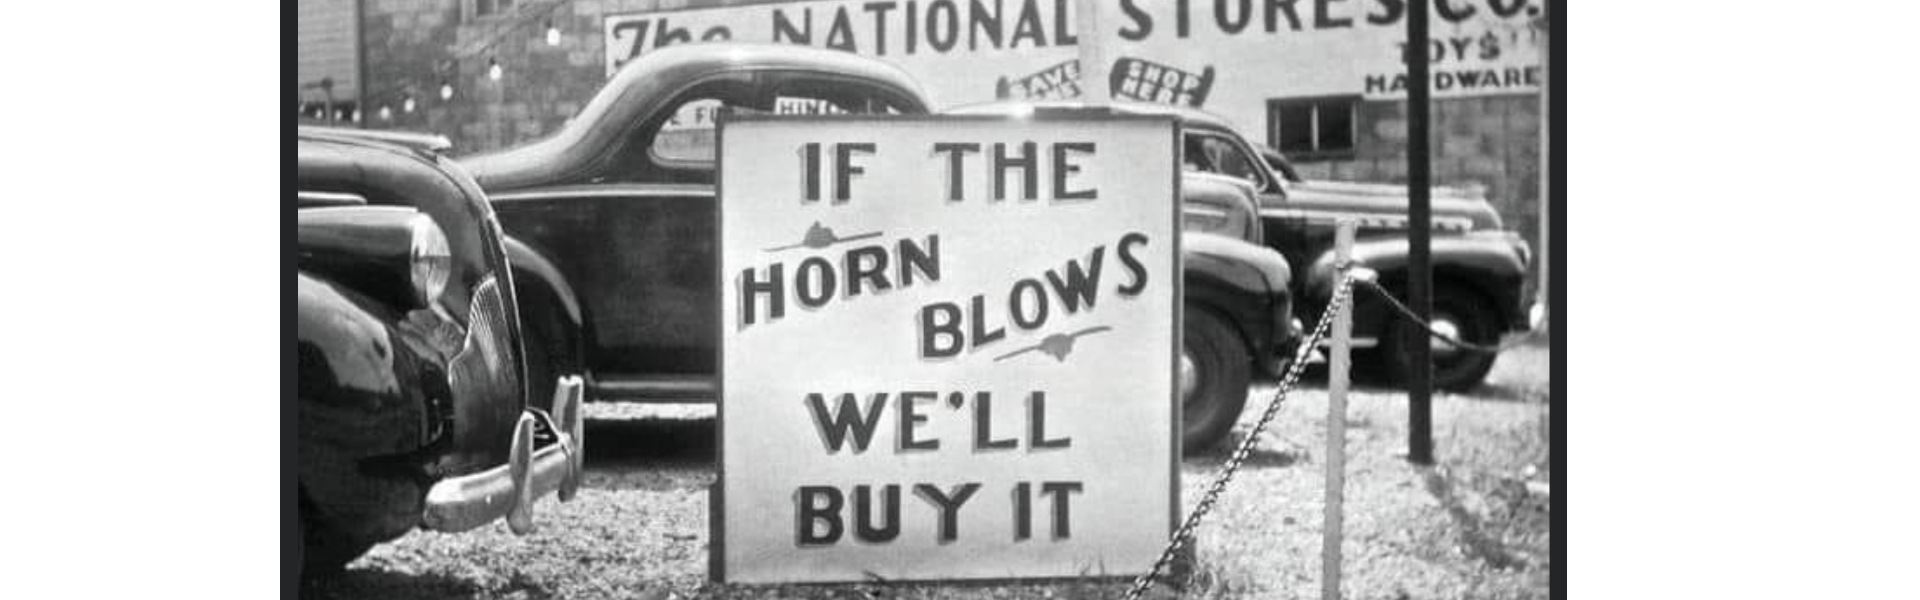 The NATIONAL STORES CO.
TOYS
HARDWARE
SAVE
SHOP
HERE
IF THE
HORN
BLOWS
WE'LL
BUY IT